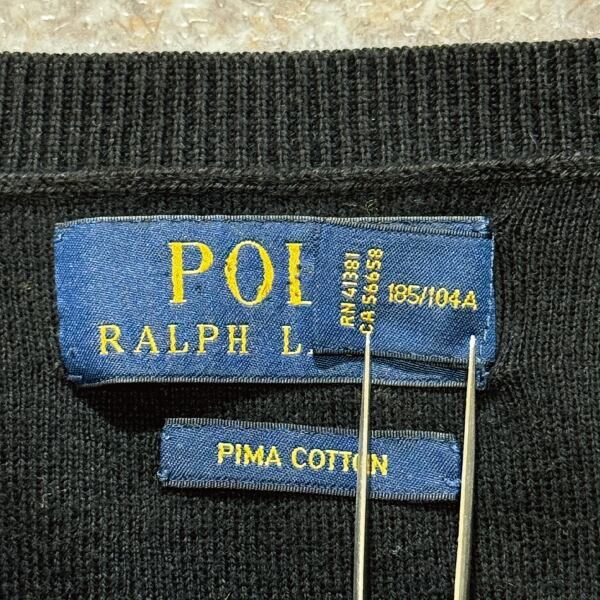 POL
RALPH L
RN 41381
CA 56658
185/104A
PIMA COTTON